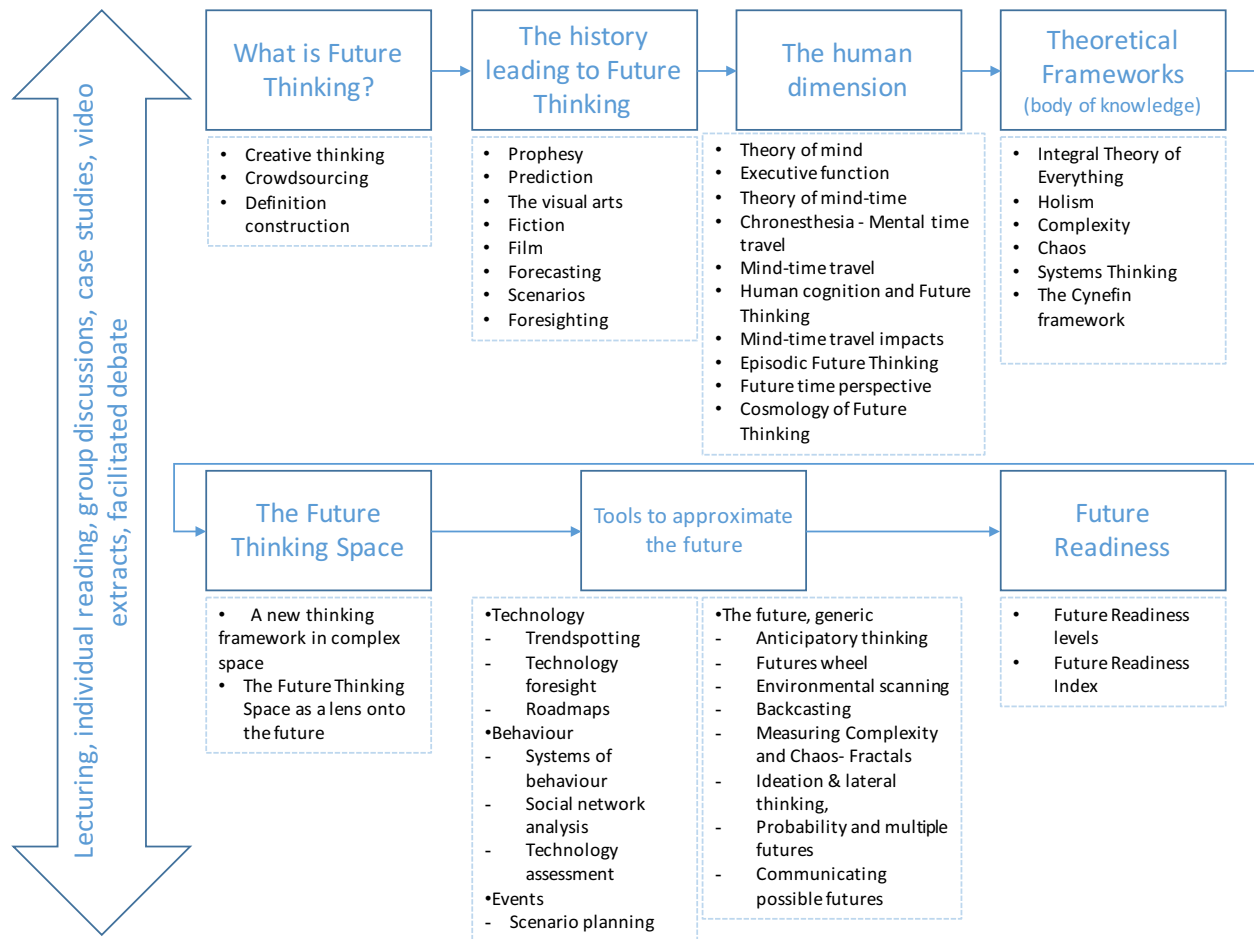 Lecturing, individual reading, group discussions, case studies, video
extracts, facilitated debate
What is Future
Thinking?
• Creative thinking
• Crowdsourcing
• Definition
construction
The history
leading to Future
Thinking
• Prophesy
• Prediction
• The visual arts
• Fiction
• Film
• Forecasting
• Scenarios
• Foresighting
The human
dimension
• Theory of mind
• Executive function
• Theory of mind-time
• Chronesthesia - Mental time
travel
• Mind-time travel
• Human cognition and Future
Thinking
• Mind-time travel impacts
• Episodic Future Thinking
• Future time perspective
• Cosmology of Future
Thinking
Theoretical
Frameworks
(body of knowledge)
• Integral Theory of
Everything
• Holism
• Complexity
• Chaos
• Systems Thinking
• The Cynefin
framework
The Future
Thinking Space
• A new thinking
framework in complex
space
• The Future Thinking
Space as a lens onto
the future
Tools to approximate
the future
•Technology
- Trendspotting
- Technology
foresight
- Roadmaps
•Behaviour
- Systems of
behaviour
- Social network
analysis
- Technology
assessment
•Events
- Scenario planning
•The future, generic
- Anticipatory thinking
- Futures wheel
- Environmental scanning
- Backcasting
- Measuring Complexity
and Chaos- Fractals
- Ideation & lateral
thinking,
- Probability and multiple
futures
- Communicating
possible futures
Future
Readiness
• Future Readiness
levels
• Future Readiness
Index